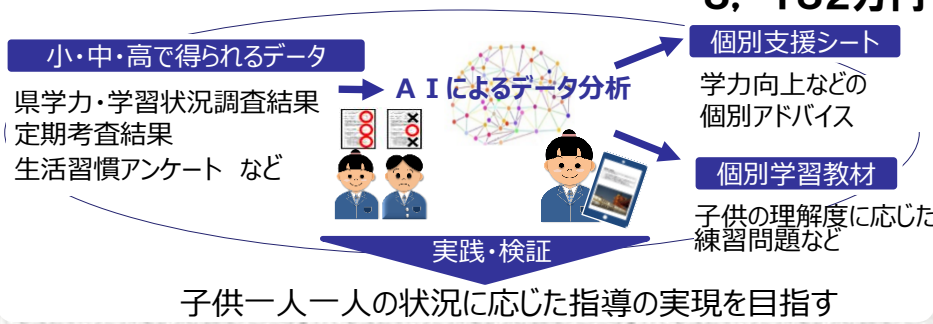 小・中・高で得られるデータ
県学力・学習状況調査結果
定期考査結果
生活習慣アンケート など
AIによるデータ分析
個別支援シート
学力向上などの
個別アドバイス
個別学習教材
子供の理解度に応じた
練習問題など
実践・検証
子供一人一人の状況に応じた指導の実現を目指す